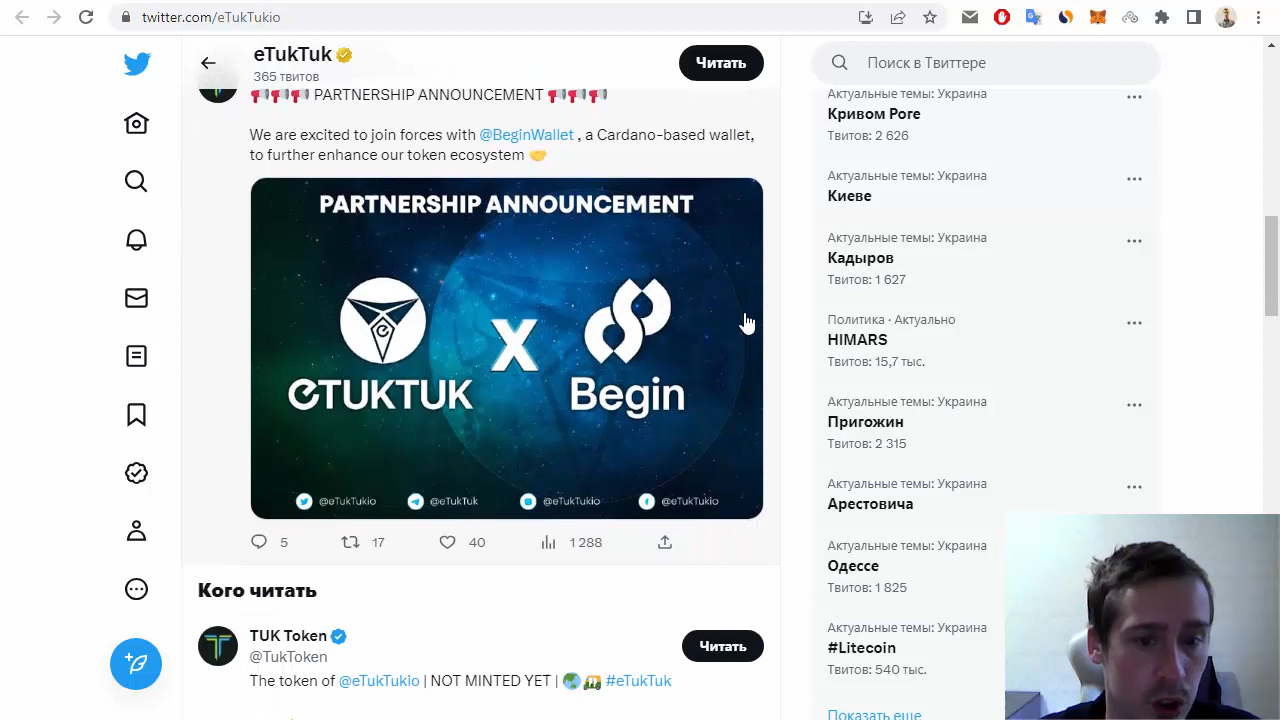 twitter.com/eTukTukio
eTukTuk
365 твитов
Читать
PARTNERSHIP ANNOUNCEMENT
We are excited to join forces with @BeginWallet , a Cardano-based wallet,
to further enhance our token ecosystem
PARTNERSHIP ANNOUNCEMENT
eTUKTUK
X
Begin
@eTukTukio
@eTukTuk
@eTukTukio
@eTukTukio
5
17
40
1 288
Кого читать
TUK Token
@TukToken
Читать
The token of @eTukTukio | NOT MINTED YET | #eTukTuk
Поиск в Твиттере
Актуальные темы: Украина
Кривом Роге
Твитов: 2 626
Актуальные темы: Украина
Киеве
Актуальные темы: Украина
Кадыров
Твитов: 1 627
Политика · Актуально
HIMARS
Твитов: 15,7 тыс.
Актуальные темы: Украина
Пригожин
Твитов: 2 315
Актуальные темы: Украина
Арестовича
Актуальные темы: Украина
Одессе
Твитов: 1 825
Актуальные темы: Украина
#Litecoin
Твитов: 540 тыс.
Показать еще